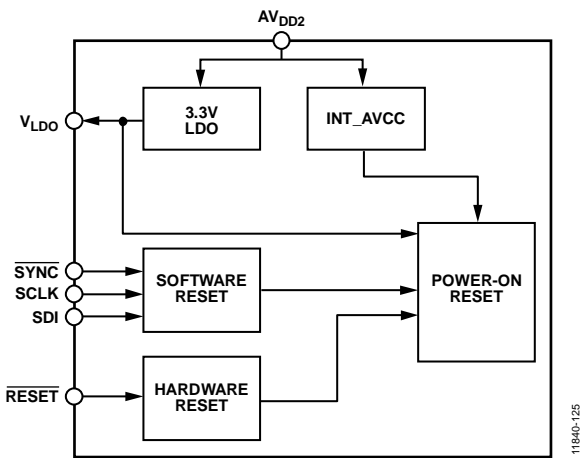 AVDD2
3.3V
LDO
INT_AVCC
VLDO
POWER-ON
RESET
SYNC
SCLK
SDI
SOFTWARE
RESET
RESET
HARDWARE
RESET
11840-125